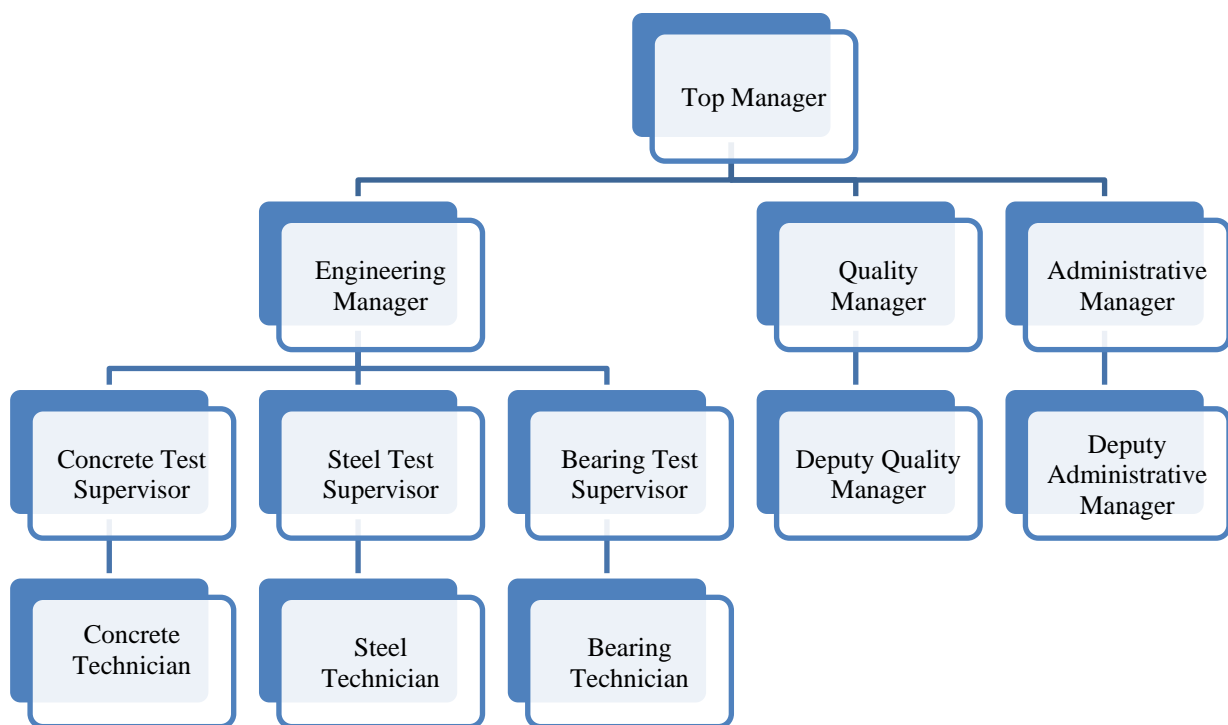 Top Manager
Engineering
Manager
Quality
Manager
Administrative
Manager
Concrete Test
Supervisor
Steel Test
Supervisor
Bearing Test
Supervisor
Deputy Quality
Manager
Deputy
Administrative
Manager
Concrete
Technician
Steel
Technician
Bearing
Technician